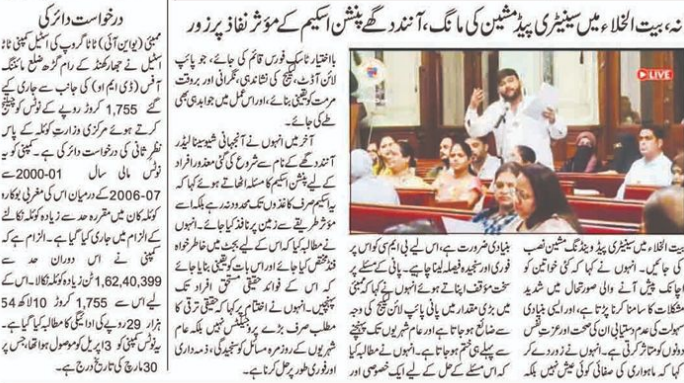 نہ، بیت الخلاء میں سینیٹری پیڈ مشین کی مانگ، آنند دگھے پنشن اسکیم کے مؤثر نفاذ پر زور
LIVE
بیت الخلاء میں سینیٹری پیڈ وینڈنگ مشین نصب
کی جائیں۔ انہوں نے کہا کہ کئی خواتین کو
اچانک پیش آنے والی صورتحال میں شدید
مشکلات کا سامنا کرنا پڑتا ہے، اور ایسی بنیادی
سہولت کی عدم دستیابی ان کی صحت اور عزت نفس
دونوں کو متاثر کرتی ہے۔ انہوں نے زور دے کر
کہا کہ ماہواری کی صفائی کوئی عیش نہیں بلکہ
بنیادی ضرورت ہے، اس لیے بی ایم سی کو اس پر
فوری اور سنجیدہ فیصلہ لینا چاہیے۔ پانی کے مسئلے پر
سخت مؤقف اپناتے ہوئے انہوں نے کہا کہ ممبئی
میں بڑی مقدار میں پانی پائپ لائن لیکیج کی وجہ
سے ضائع ہو جاتا ہے اور عام شہریوں تک پہنچنے
سے پہلے ہی ختم ہو جاتا ہے۔ انہوں نے مطالبہ کیا
کہ اس مسئلے کے حل کے لیے ایک خصوصی اور
بااختیار ٹاسک فورس قائم کی جائے، جو پائپ
لائن آڈٹ، لیکیج کی نشاندہی، نگرانی اور بروقت
مرمت کو یقینی بنائے، اور اس عمل میں جوابدہی بھی
طے کی جائے۔
آخر میں انہوں نے آنجہانی شیوسینا لیڈر
آنند دگھے کے نام سے شروع کی گئی معذور افراد
کے لیے پنشن اسکیم کا مسئلہ اٹھاتے ہوئے کہا کہ
یہ اسکیم صرف کاغذوں تک محدود نہ رہے بلکہ اسے
مؤثر طریقے سے زمین پر نافذ کیا جائے۔ انہوں
نے مطالبہ کیا کہ اس کے لیے بجٹ میں خاطر خواہ
فنڈ مختص کیا جائے اور اس بات کو یقینی بنایا جائے
کہ اس کے فوائد حقیقی مستحق افراد تک
پہنچیں۔ انہوں نے اختتام پر کہا کہ حقیقی ترقی کا
مطلب صرف بڑے پروجیکٹس نہیں بلکہ عام
شہریوں کے روزمرہ مسائل کو سنجیدگی، ذمہ داری
اور فوری طور پر حل کرنا ہے۔
درخواست دائر کی
ممبئی (یو این آئی) ٹاٹا گروپ کی اسٹیل کمپنی ٹاٹا
اسٹیل نے جھارکھنڈ کے رام گڑھ ضلع مائننگ
آفس (ڈی ایم او) کی جانب سے جاری کیے
گئے 1,755 کروڑ روپے کے نوٹس کو چیلنج
کرتے ہوئے مرکزی وزارت کوئلہ کے پاس
نظر ثانی کی درخواست دائر کی ہے۔ کمپنی کو یہ
نوٹس مالی سال 2000-01 سے
2006-07 کے درمیان اس کی مغربی بوکارو
کوئلہ کان میں مقررہ حد سے زیادہ کوئلہ نکالنے
کے الزام میں جاری کیا گیا ہے۔ الزام ہے کہ
کمپنی نے اس دوران حد سے
1,62,40,399 ٹن زیادہ کوئلہ نکالا۔ اس کے
لیے اس سے 1,755 کروڑ 10 لاکھ 54
ہزار 29 روپے کی ادائیگی کا مطالبہ کیا گیا ہے۔
یہ نوٹس کمپنی کو 3 اپریل کو موصول ہوا تھا، جس پر
30 مارچ کی تاریخ درج ہے۔